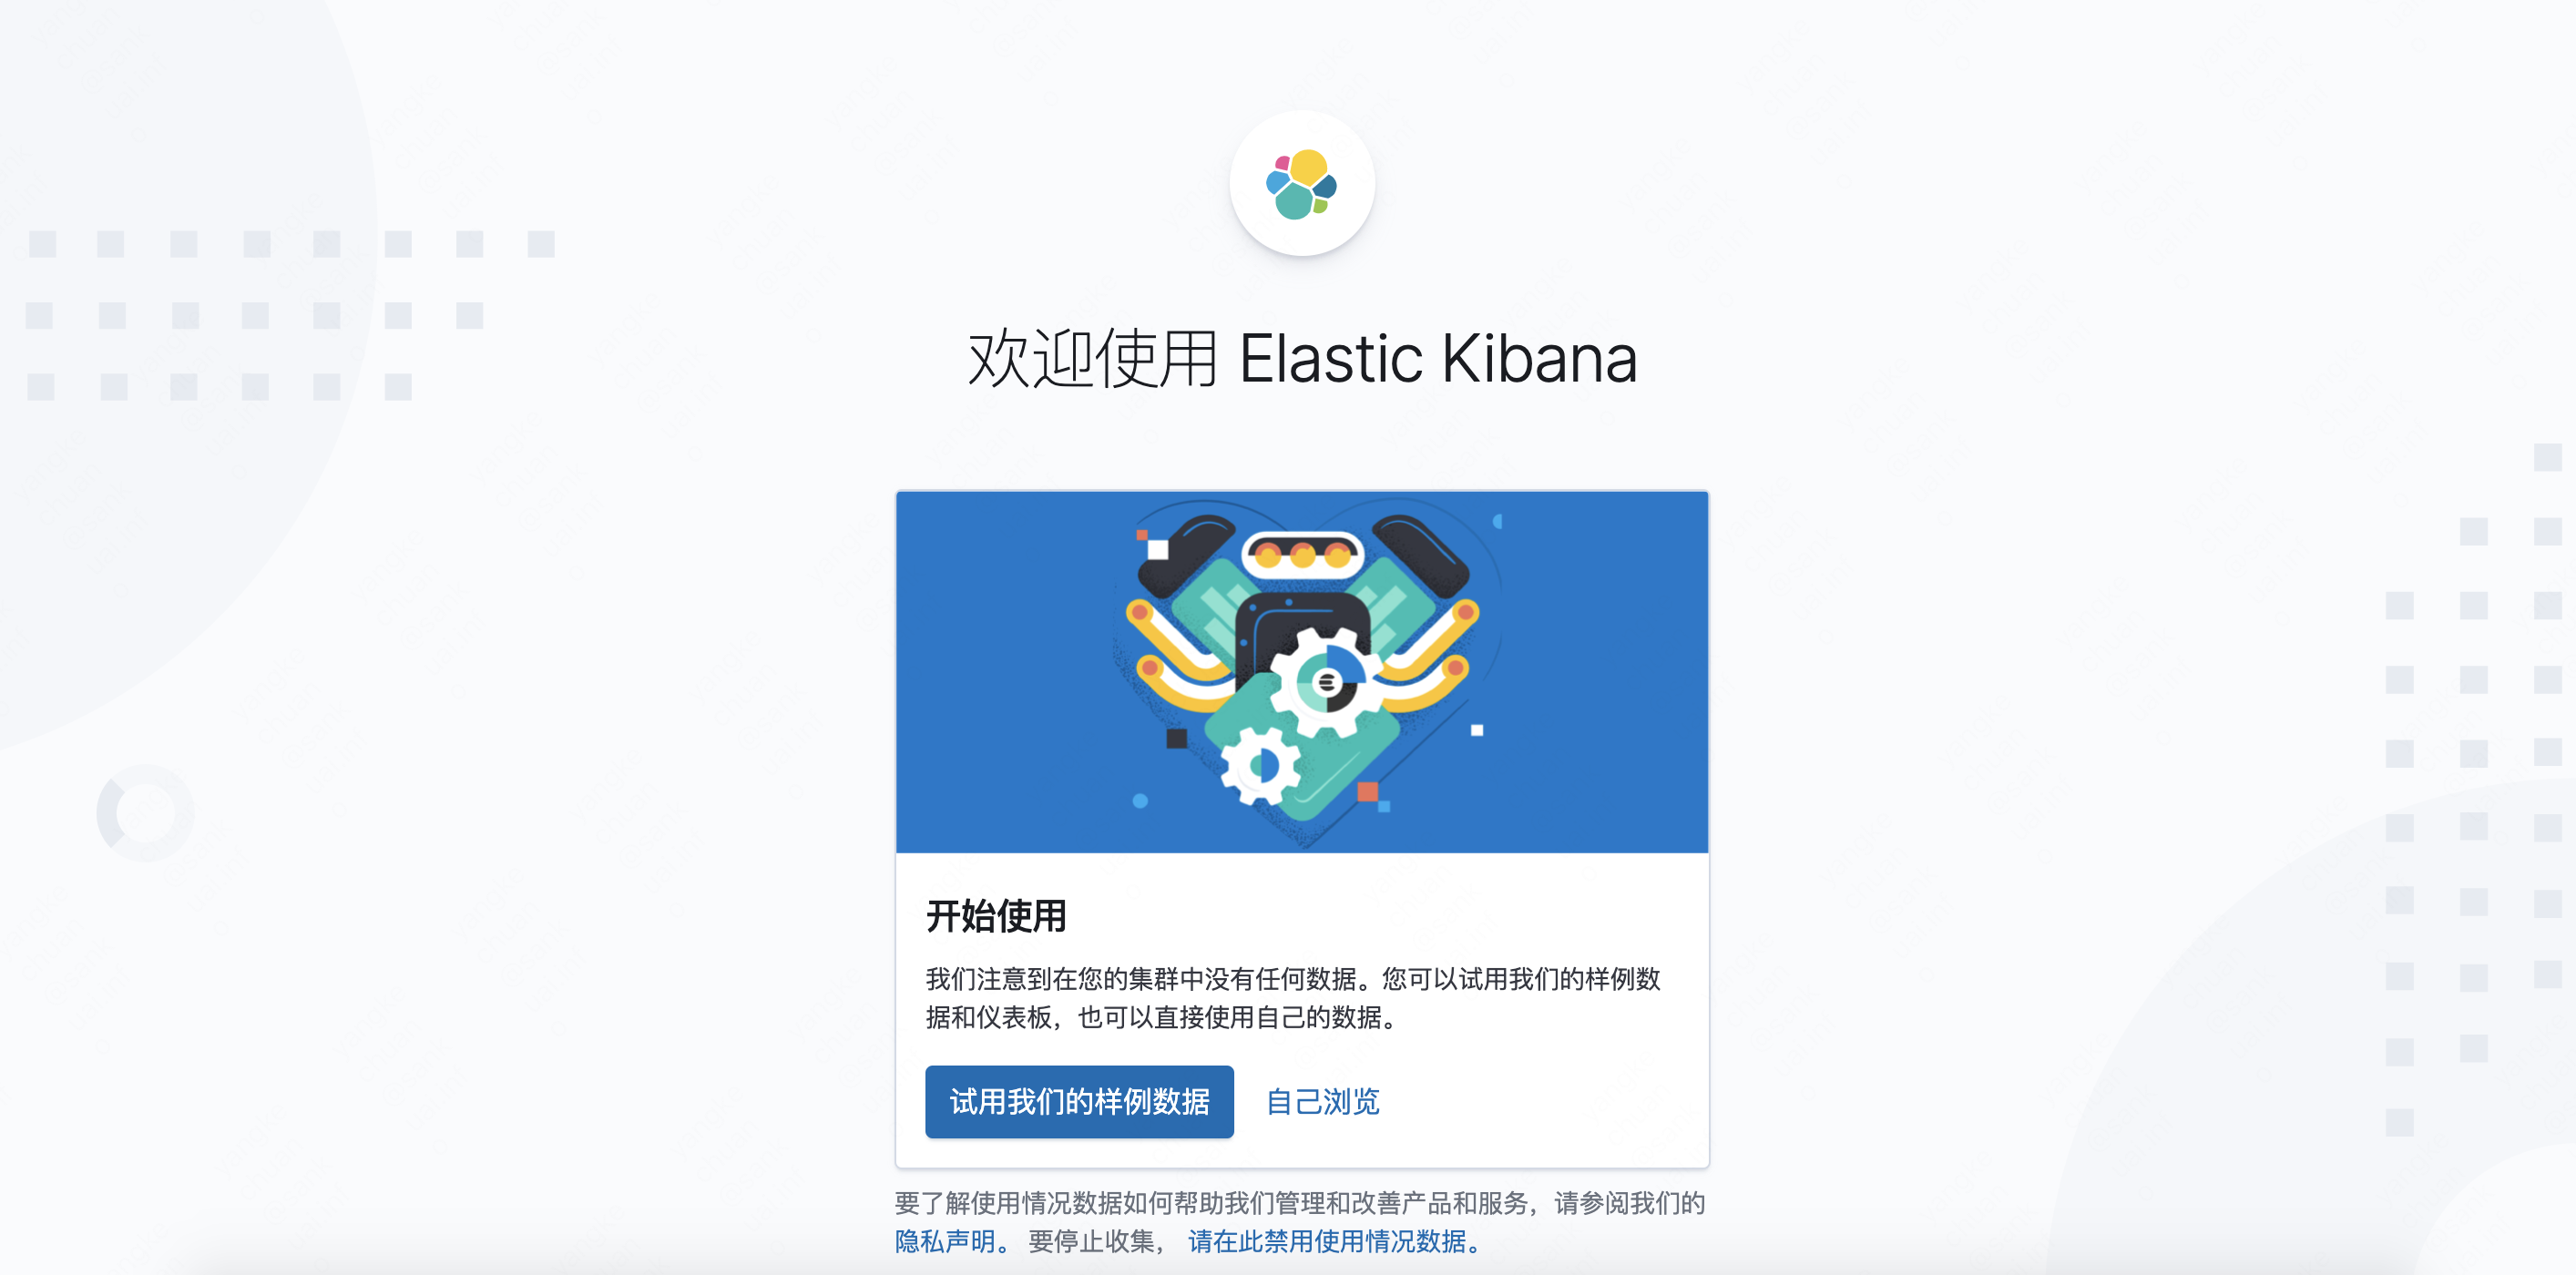 欢迎使用 Elastic Kibana
开始使用
我们注意到在您的集群中没有任何数据。您可以试用我们的样例数
据和仪表板，也可以直接使用自己的数据。
试用我们的样例数据 自己浏览
要了解使用情况数据如何帮助我们管理和改善产品和服务，请参阅我们的
隐私声明。 要停止收集， 请在此禁用使用情况数据。